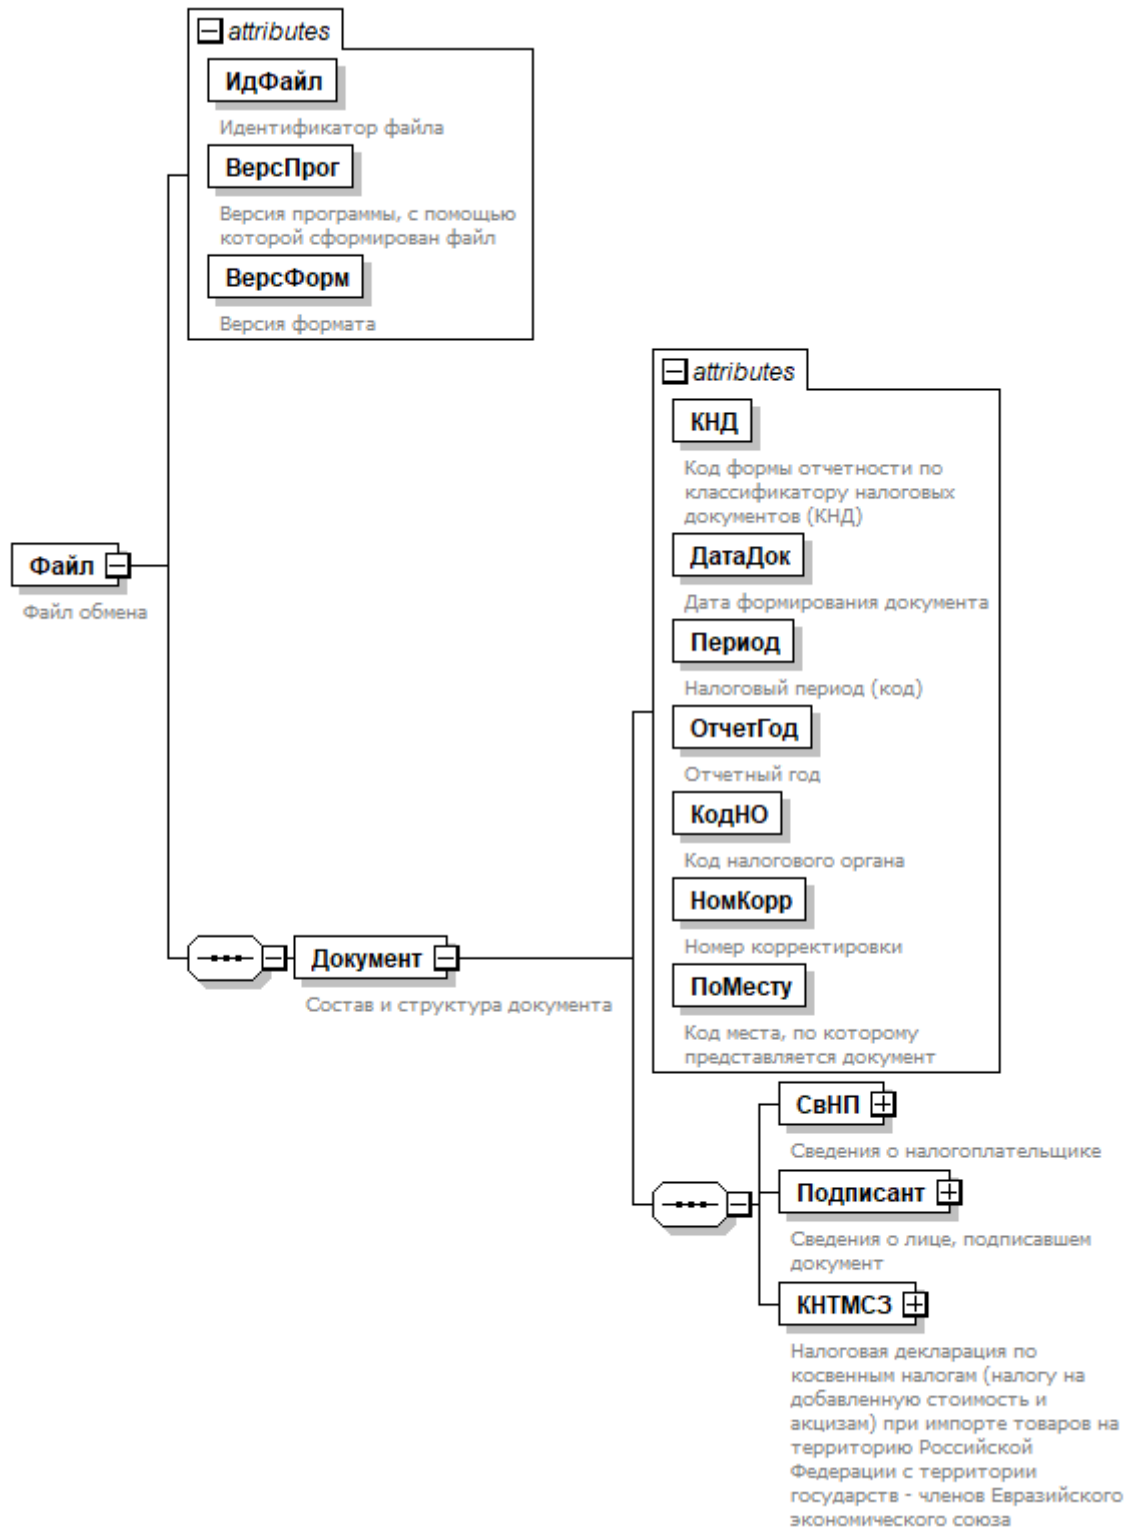 attributes
ИдФайл
Идентификатор файла
ВерсПрог
Версия программы, с помощью
которой сформирован файл
ВерсФорм
Версия формата
Файл
Файл обмена
Документ
Состав и структура документа
attributes
КНД
Код формы отчетности по
классификатору налоговых
документов (КНД)
ДатаДок
Дата формирования документа
Период
Налоговый период (код)
ОтчетГод
Отчетный год
КодНО
Код налогового органа
НомКорр
Номер корректировки
ПоМесту
Код места, по которому
представляется документ
СвНП
Сведения о налогоплательщике
Подписант
Сведения о лице, подписавшем
документ
КНТМСЗ
Налоговая декларация по
косвенным налогам (налогу на
добавленную стоимость и
акцизам) при импорте товаров на
территорию Российской
Федерации с территории
государств - членов Евразийского
экономического союза